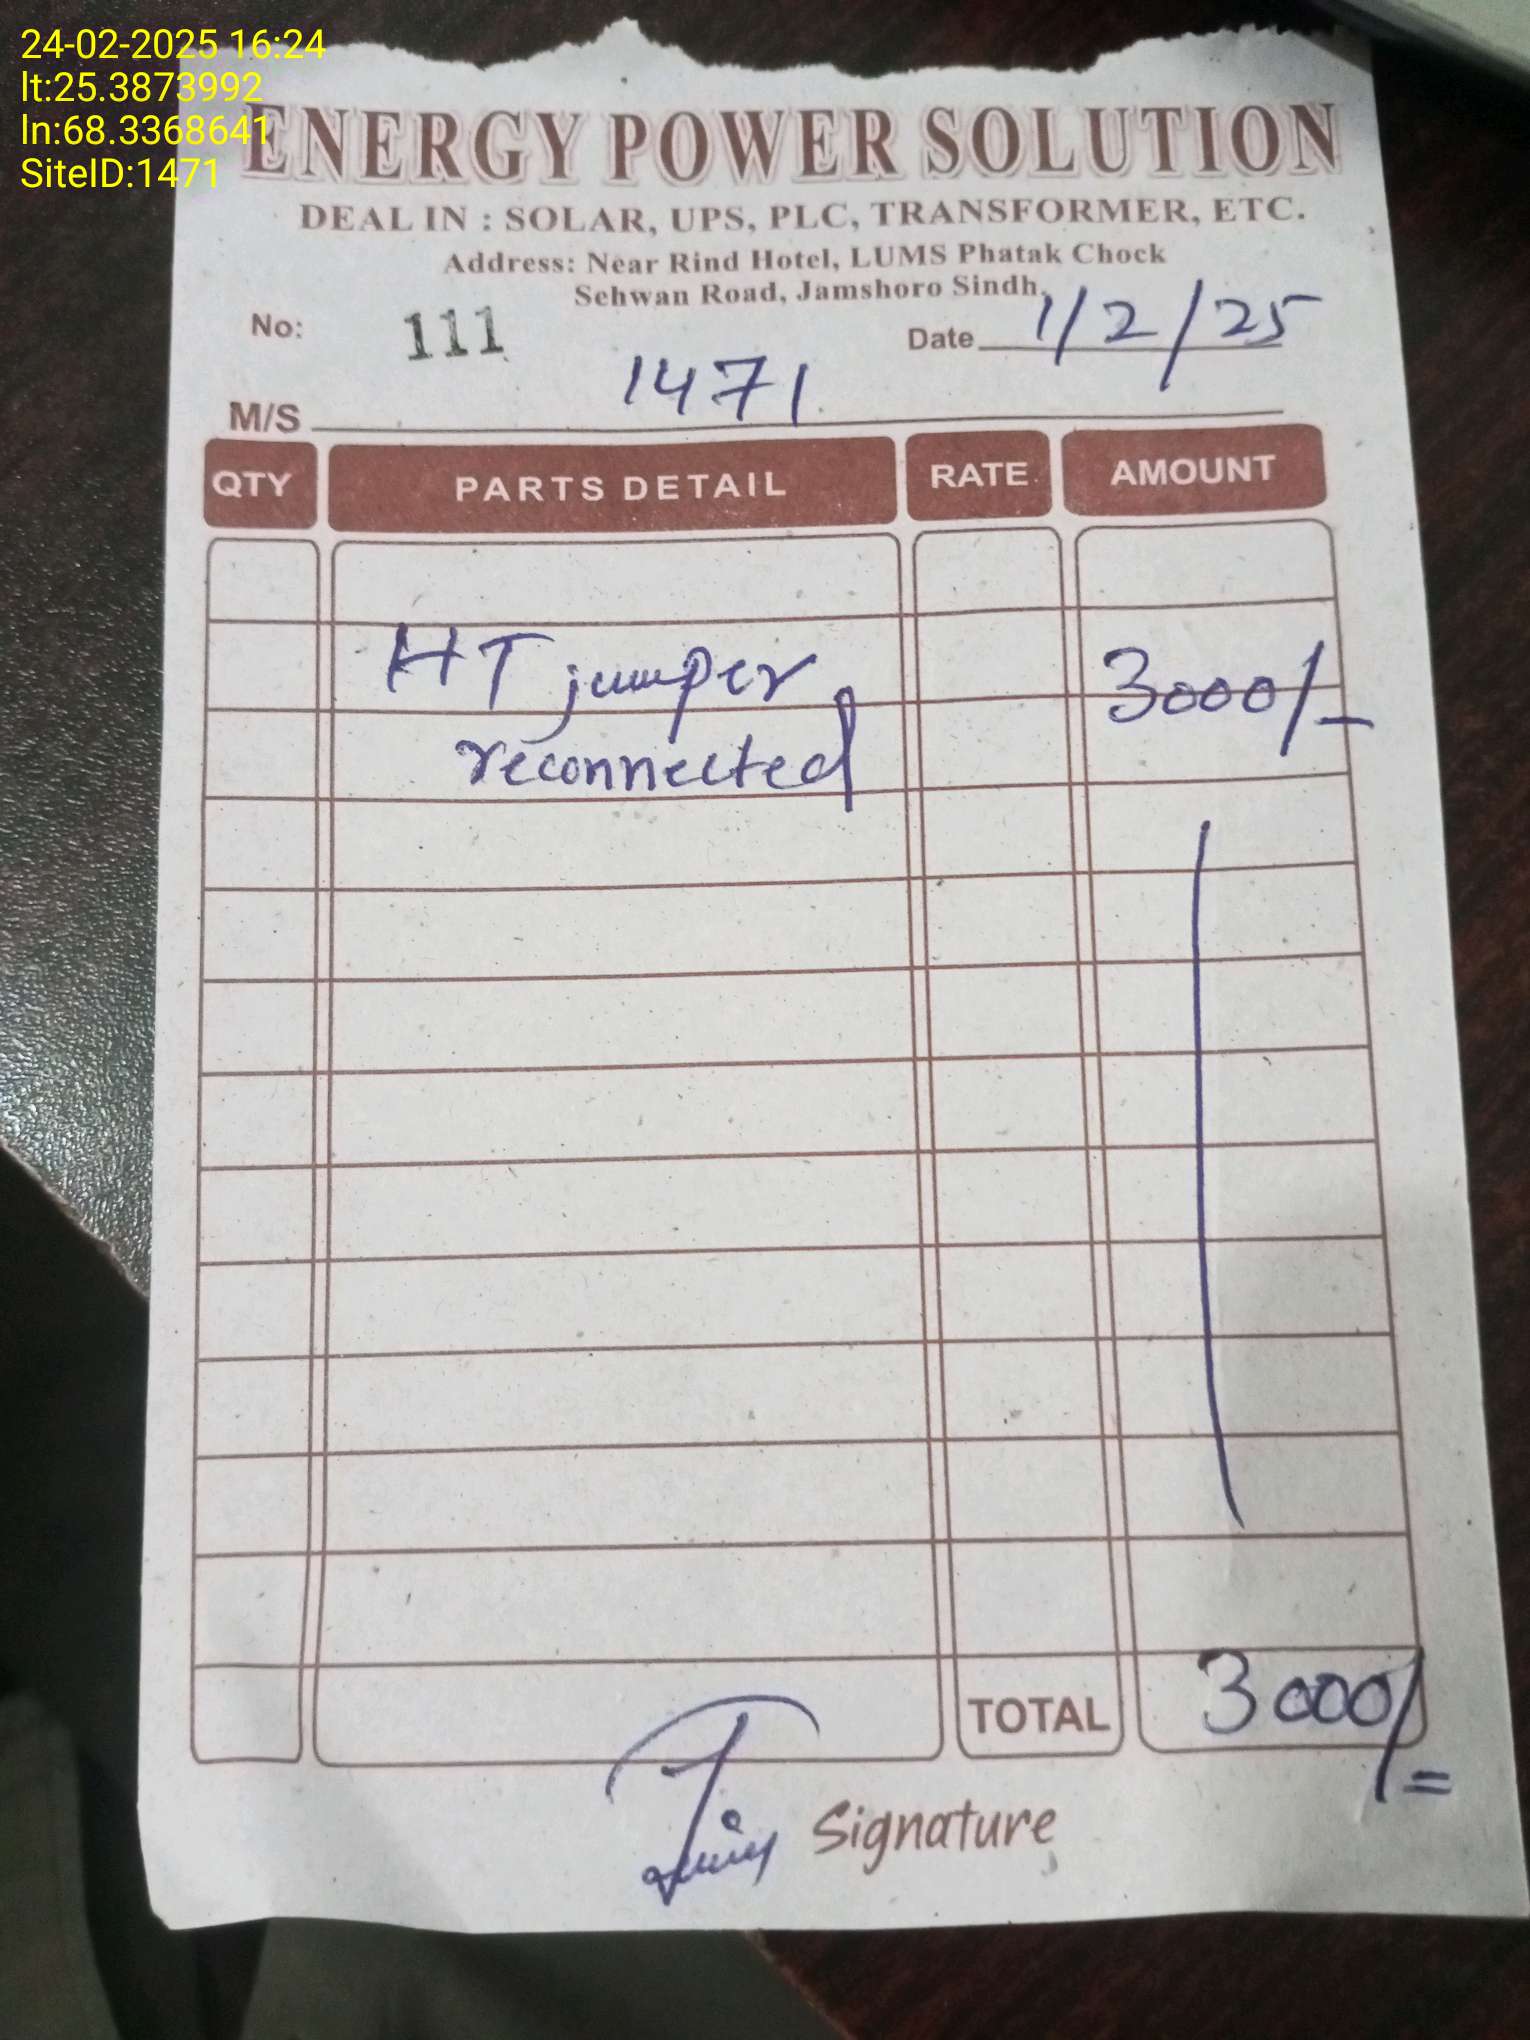 24-02-2025 16:24
lt:25.3873992
ln:68.3368641
SiteID:1471
ENERGY POWER SOLUTION
DEAL IN : SOLAR, UPS, PLC, TRANSFORMER, ETC.
Address: Near Rind Hotel, LUMS Phatak Chock
Sehwan Road, Jamshoro Sindh.
No: 111 Date 1/2/25
M/S 1471
QTY PARTS DETAIL RATE AMOUNT
HT jumper 3000/-
reconnected
TOTAL 3000/=
Signature